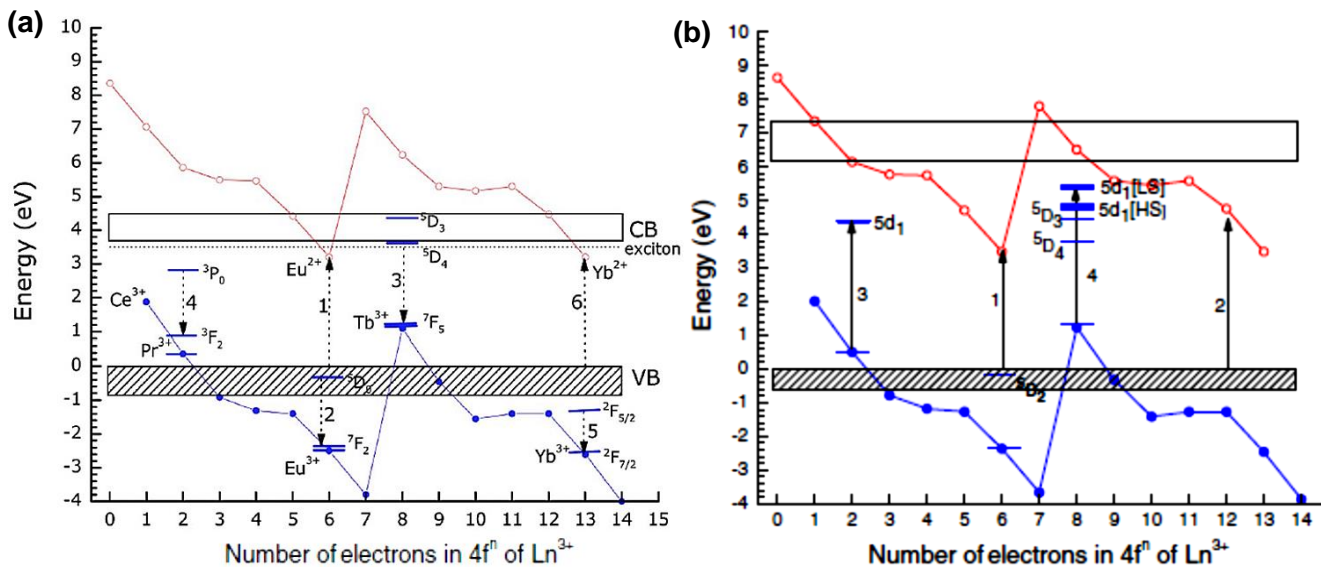 (a)
Energy (eV)
10
9
8
7
6
5
4
3
2
1
0
-1
-2
-3
-4
0 1 2 3 4 5 6 7 8 9 10 11 12 13 14 15
Number of electrons in 4fⁿ of Ln³⁺
⁵D₃
CB
exciton
Eu²⁺
⁵D₄
Yb²⁺
³P₀
1
3
6
Ce³⁺
4
Tb³⁺
⁷F₅
Pr³⁺
³F₂
VB
2
⁷F₂
Eu³⁺
²F₅/₂
5
Yb³⁺
²F₇/₂
(b)
Energy (eV)
10
9
8
7
6
5
4
3
2
1
0
-1
-2
-3
-4
0 1 2 3 4 5 6 7 8 9 10 11 12 13 14
Number of electrons in 4fⁿ of Ln³⁺
5d₁[LS]
5d₁
⁵D₃
5d₁[HS]
⁵D₄
3
1
4
2
⁵D₂